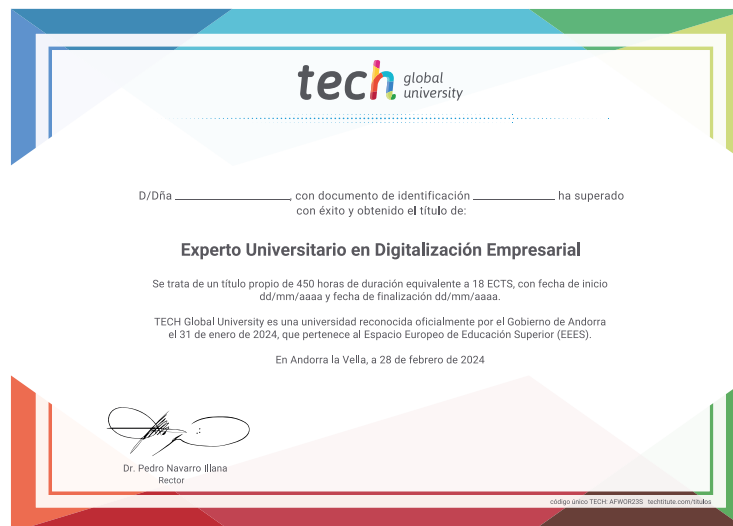 tech global university
D/Dña ____________________, con documento de identificación ______________ ha superado
con éxito y obtenido el título de:
Experto Universitario en Digitalización Empresarial
Se trata de un título propio de 450 horas de duración equivalente a 18 ECTS, con fecha de inicio
dd/mm/aaaa y fecha de finalización dd/mm/aaaa.
TECH Global University es una universidad reconocida oficialmente por el Gobierno de Andorra
el 31 de enero de 2024, que pertenece al Espacio Europeo de Educación Superior (EEES).
En Andorra la Vella, a 28 de febrero de 2024
Dr. Pedro Navarro Illana
Rector
código único TECH: AFWOR23S techtitute.com/titulos